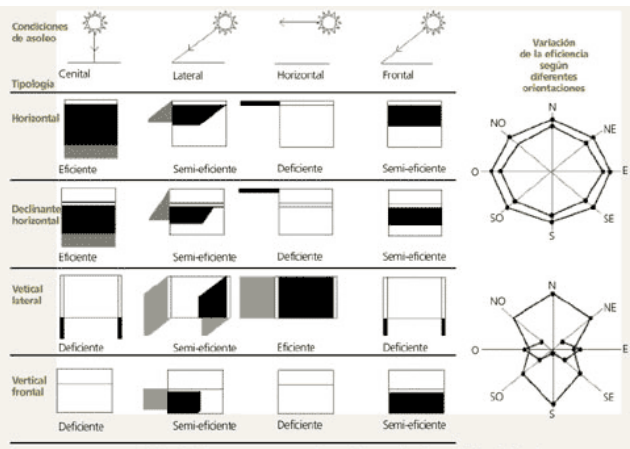 Condiciones
de asoleo
Cenital
Lateral
Horizontal
Frontal
Tipología
Horizontal
Eficiente
Semi-eficiente
Deficiente
Semi-eficiente
Declinante
horizontal
Eficiente
Semi-eficiente
Deficiente
Semi-eficiente
Vetical
lateral
Deficiente
Semi-eficiente
Eficiente
Deficiente
Vertical
frontal
Deficiente
Semi-eficiente
Deficiente
Semi-eficiente
Variación
de la eficiencia
según
diferentes
orientaciones
N
NO
NE
O
E
SO
SE
S
N
NO
NE
O
E
SO
SE
S